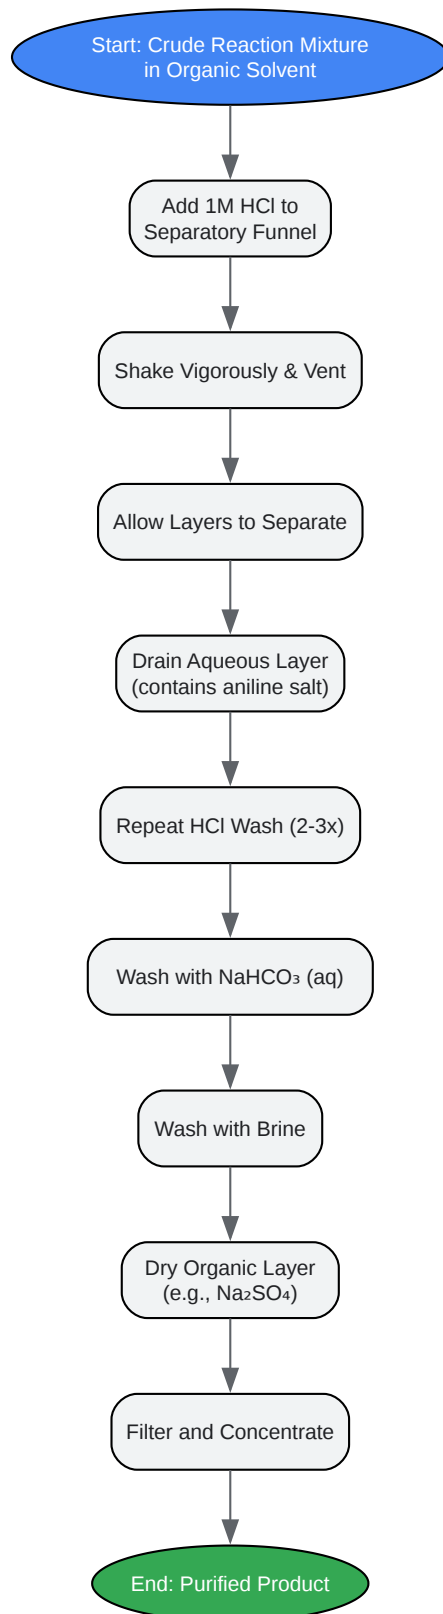 Start: Crude Reaction Mixture
in Organic Solvent
Add 1M HCl to
Separatory Funnel
Shake Vigorously & Vent
Allow Layers to Separate
Drain Aqueous Layer
(contains aniline salt)
Repeat HCl Wash (2-3x)
Wash with NaHCO₃ (aq)
Wash with Brine
Dry Organic Layer
(e.g., Na₂SO₄)
Filter and Concentrate
End: Purified Product